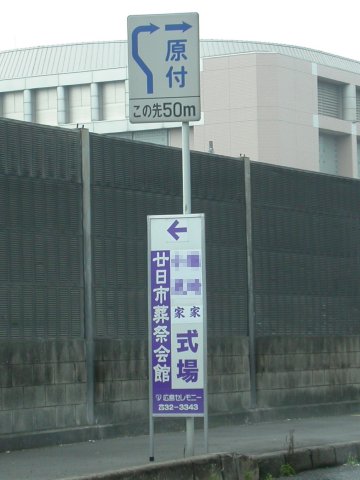 原付
この先50m
廿日市葬祭会館
家 家
式場
広島セレモニー
☎32-3343